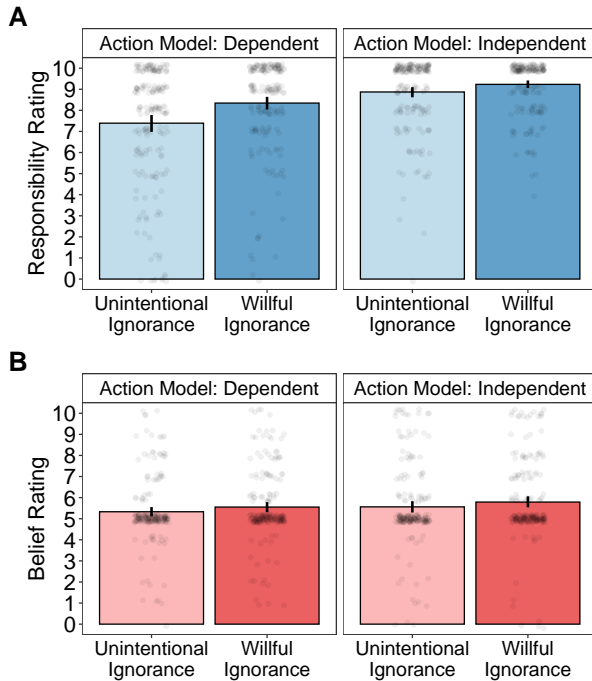 A
Action Model: Dependent
Action Model: Independent
Responsibility Rating
10
9
8
7
6
5
4
3
2
1
0
Unintentional
Ignorance
Willful
Ignorance
Unintentional
Ignorance
Willful
Ignorance
B
Action Model: Dependent
Action Model: Independent
Belief Rating
10
9
8
7
6
5
4
3
2
1
0
Unintentional
Ignorance
Willful
Ignorance
Unintentional
Ignorance
Willful
Ignorance